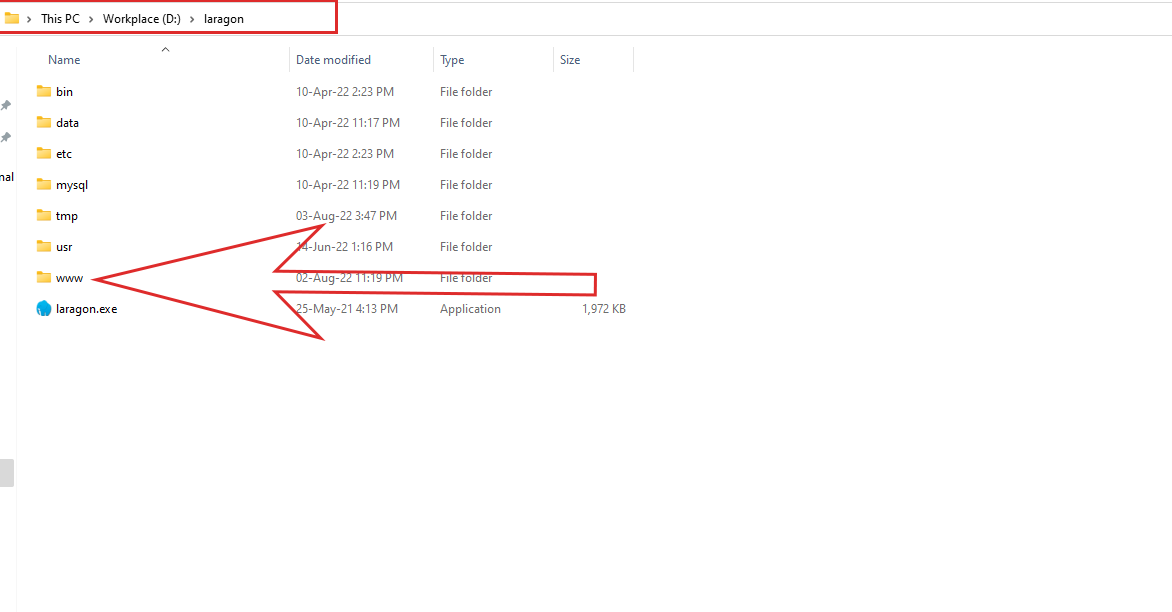 This PC > Workplace (D:) > laragon
Name Date modified Type Size
bin 10-Apr-22 2:23 PM File folder
data 10-Apr-22 11:17 PM File folder
etc 10-Apr-22 2:23 PM File folder
mysql 10-Apr-22 11:19 PM File folder
nal
tmp 03-Aug-22 3:47 PM File folder
usr 14-Jun-22 1:16 PM File folder
www 02-Aug-22 11:19 PM File folder
laragon.exe 25-May-21 4:13 PM Application 1,972 KB